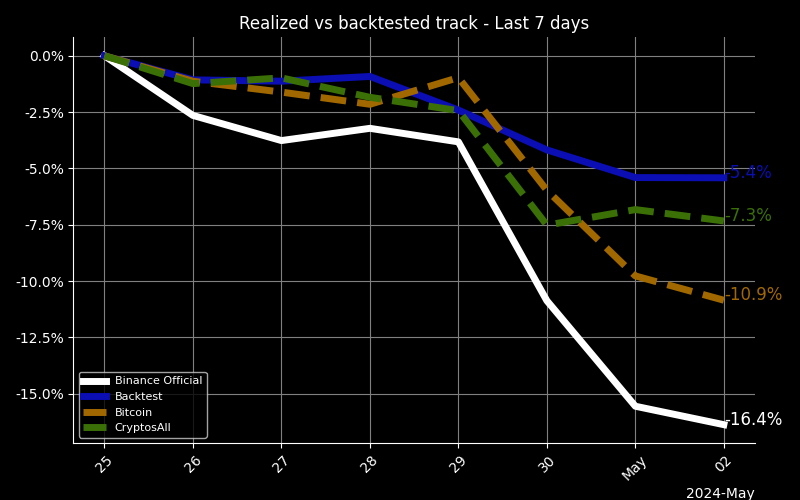 Realized vs backtested track - Last 7 days
0.0%
-2.5%
-5.0%
-7.5%
-10.0%
-12.5%
-15.0%
-5.4%
-7.3%
-10.9%
-16.4%
Binance Official
Backtest
Bitcoin
CryptosAll
25
26
27
28
29
30
May
02
2024-May